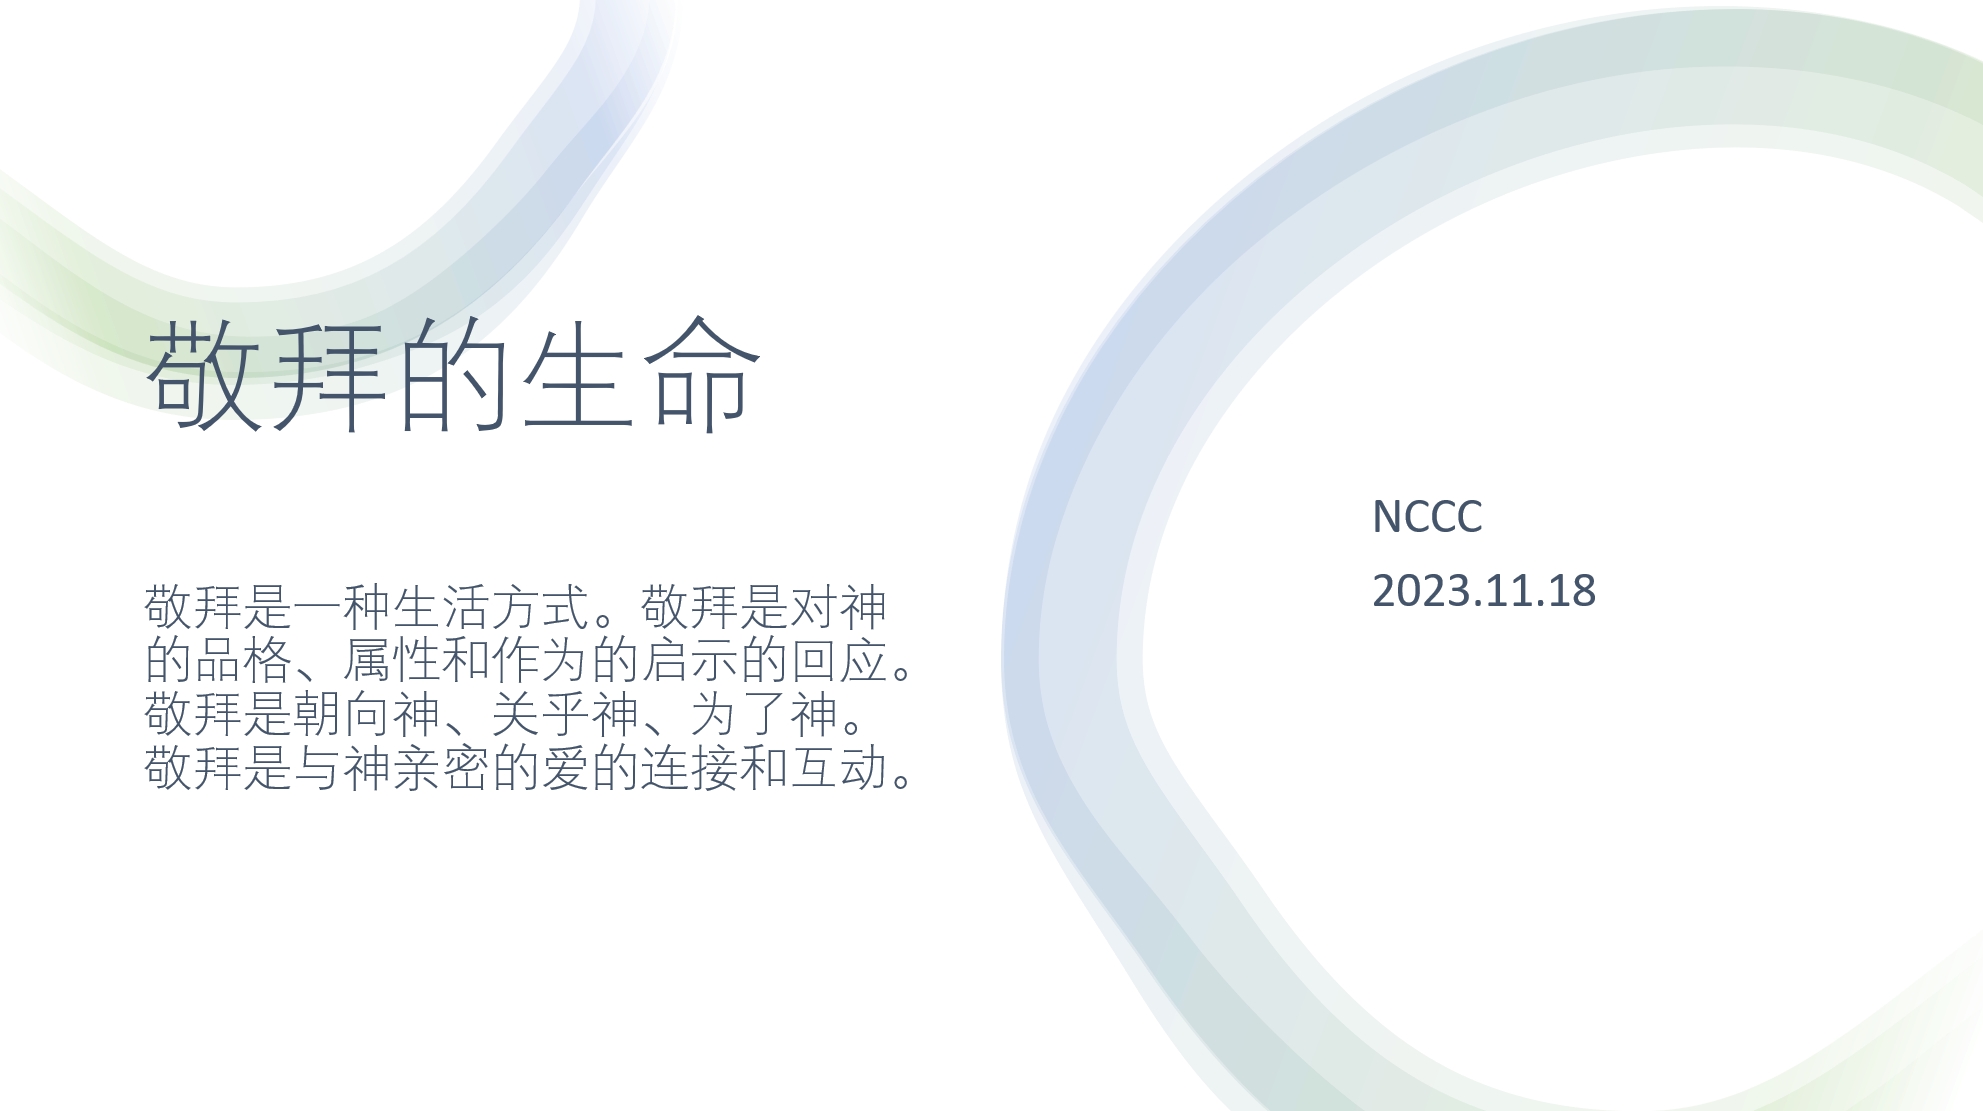 敬拜的生命
敬拜是一种生活方式。敬拜是对神
的品格、属性和作为的启示的回应。
敬拜是朝向神、关乎神、为了神。
敬拜是与神亲密的爱的连接和互动。
NCCC
2023.11.18